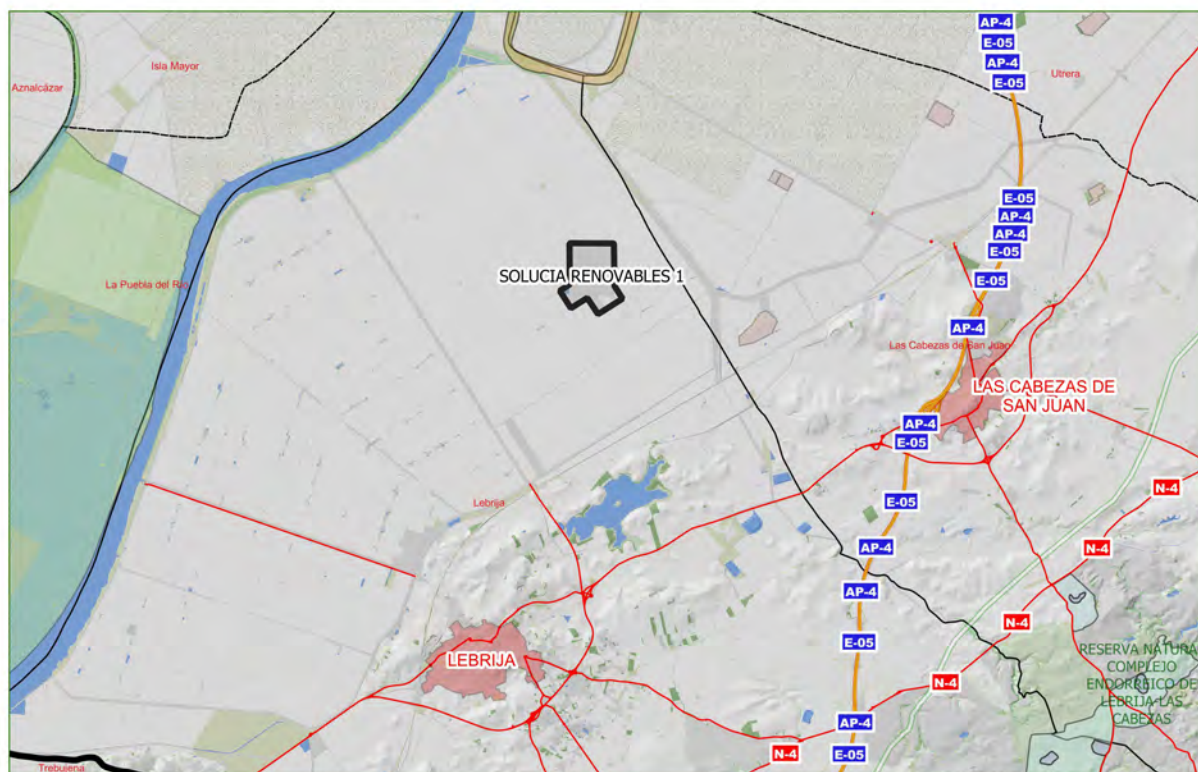 AP-4
E-05
AP-4
E-05
Isla Mayor
Utrera
Aznalcázar
E-05
AP-4
AP-4
E-05
SOLUCIA RENOVABLES 1
E-05
La Puebla del Río
AP-4
Las Cabezas de San Juan
LAS CABEZAS DE
SAN JUAN
AP-4
E-05
N-4
Lebrija
E-05
AP-4
N-4
AP-4
N-4
E-05
LEBRIJA
RESERVA NATURA
COMPLEJO
ENDORREICO DE
LEBRIJA-LAS
CABEZAS
N-4
AP-4
N-4
E-05
Trebujena